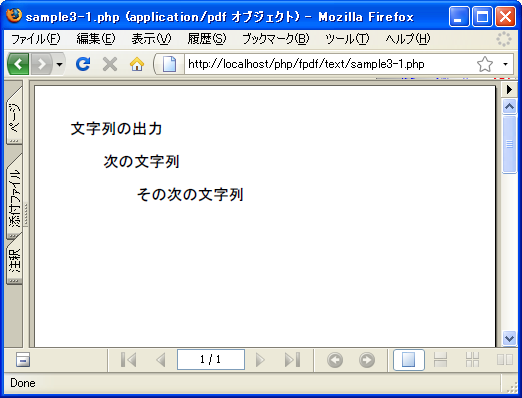 sample3-1.php (application/pdf オブジェクト) - Mozilla Firefox
ファイル(F) 編集(E) 表示(V) 履歴(S) ブックマーク(B) ツール(T) ヘルプ(H)
http://localhost/php/fpdf/text/sample3-1.php
ページ
添付ファイル
注釈
文字列の出力
次の文字列
その次の文字列
1 / 1
Done